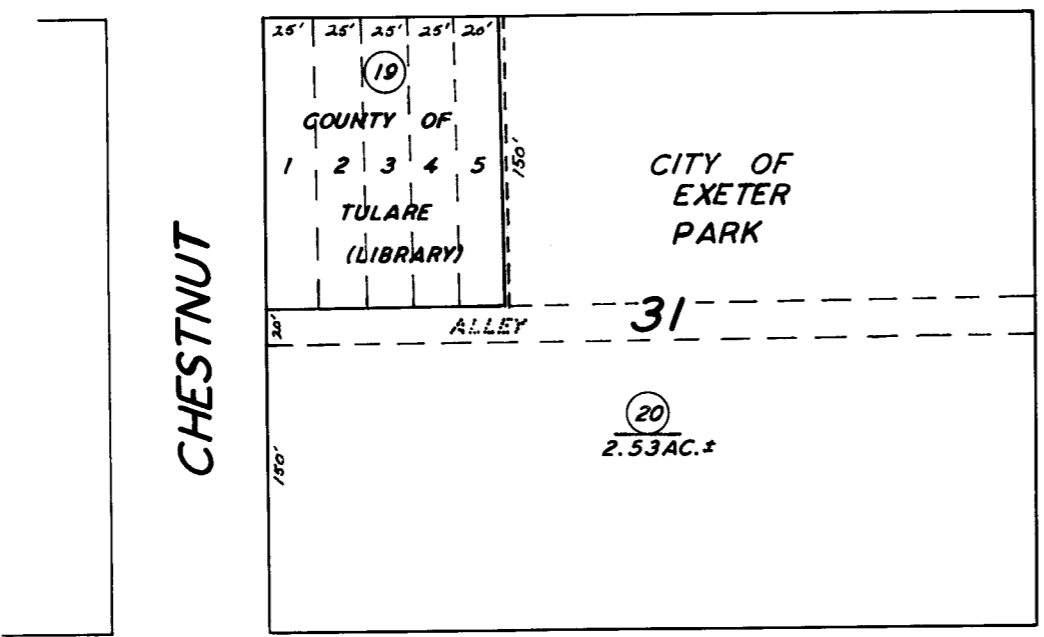 25' 25' 25' 25' 20'
19
COUNTY OF
1 2 3 4 5
TULARE
(LIBRARY)
150'
CITY OF
EXETER
PARK
CHESTNUT
20'
ALLEY
31
150'
20
2.53AC.±